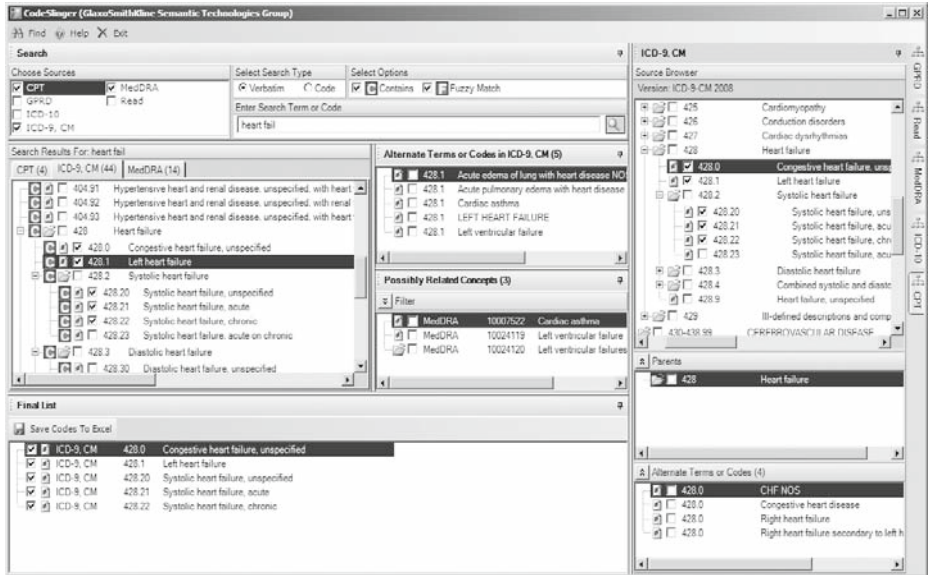 CodeSlinger (GlaxoSmithKline Semantic Technologies Group)
Find Help Exit
Search
Choose Sources
CPT
MedDRA
GPRD
Read
ICD-10
ICD-9, CM
Select Search Type
Verbatim Code
Select Options
Contains Fuzzy Match
Enter Search Term or Code
heart fail
Search Results For: heart fail
CPT (4) ICD-9, CM (44) MedDRA (14)
404.91 Hypertensive heart and renal disease, unspecified, with heart
404.92 Hypertensive heart and renal disease, unspecified, with renal
404.93 Hypertensive heart and renal disease, unspecified, with heart
428 Heart failure
428.0 Congestive heart failure, unspecified
428.1 Left heart failure
428.2 Systolic heart failure
428.20 Systolic heart failure, unspecified
428.21 Systolic heart failure, acute
428.22 Systolic heart failure, chronic
428.23 Systolic heart failure, acute on chronic
428.3 Diastolic heart failure
428.30 Diastolic heart failure, unspecified
Alternate Terms or Codes in ICD-9, CM (5)
428.1 Acute edema of lung with heart disease NOS
428.1 Acute pulmonary edema with heart disease
428.1 Cardiac asthma
428.1 LEFT HEART FAILURE
428.1 Left ventricular failure
Possibly Related Concepts (3)
Filter
MedDRA 10007522 Cardiac asthma
MedDRA 10024119 Left ventricular failure
MedDRA 10024120 Left ventricular failures
Final List
Save Codes To Excel
ICD-9, CM 428.0 Congestive heart failure, unspecified
ICD-9, CM 428.1 Left heart failure
ICD-9, CM 428.20 Systolic heart failure, unspecified
ICD-9, CM 428.21 Systolic heart failure, acute
ICD-9, CM 428.22 Systolic heart failure, chronic
ICD-9, CM
Source Browser
Version: ICD-9-CM 2008
425 Cardiomyopathy
426 Conduction disorders
427 Cardiac dysrhythmias
428 Heart failure
428.0 Congestive heart failure, unsp
428.1 Left heart failure
428.2 Systolic heart failure
428.20 Systolic heart failure, uns
428.21 Systolic heart failure, acu
428.22 Systolic heart failure, chr
428.23 Systolic heart failure, acu
428.3 Diastolic heart failure
428.4 Combined systolic and diasto
428.9 Heart failure, unspecified
429 Ill-defined descriptions and comp
430-438.99 CEREBROVASCULAR DISEASE
Parents
428 Heart failure
Alternate Terms or Codes (4)
428.0 CHF NOS
428.0 Congestive heart disease
428.0 Right heart failure
428.0 Right heart failure secondary to left h
GPRD
Read
MedDRA
ICD-10
CPT